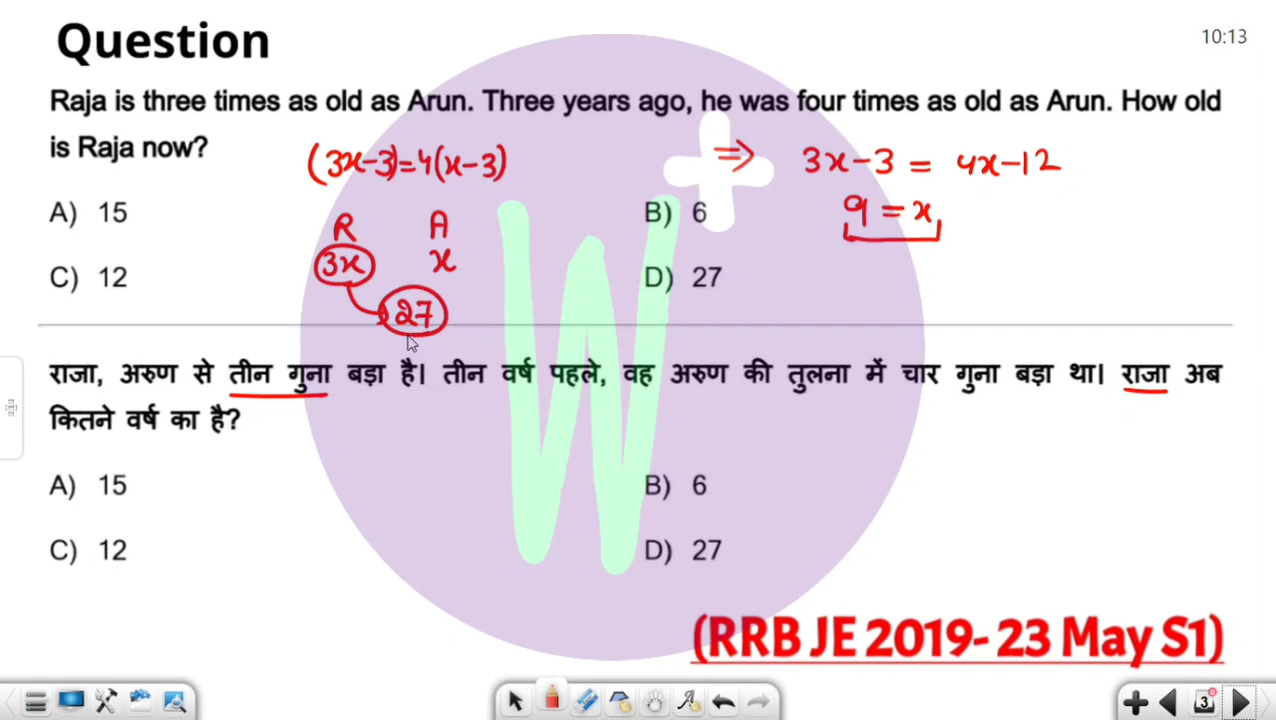 Question
10:13
Raja is three times as old as Arun. Three years ago, he was four times as old as Arun. How old
is Raja now?
(3x-3)=4(x-3) ⇒ 3x-3 = 4x-12
9 = x
A) 15
B) 6
R A
3x x
C) 12
D) 27
27
राजा, अरुण से तीन गुना बड़ा है। तीन वर्ष पहले, वह अरुण की तुलना में चार गुना बड़ा था। राजा अब
कितने वर्ष का है?
A) 15
B) 6
C) 12
D) 27
W+
(RRB JE 2019- 23 May S1)
3